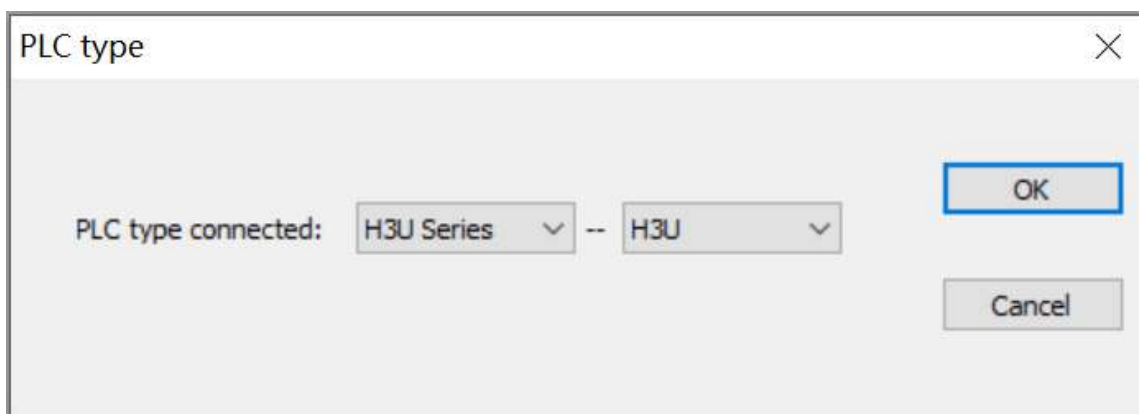 PLC type
OK
PLC type connected: H3U Series -- H3U
Cancel